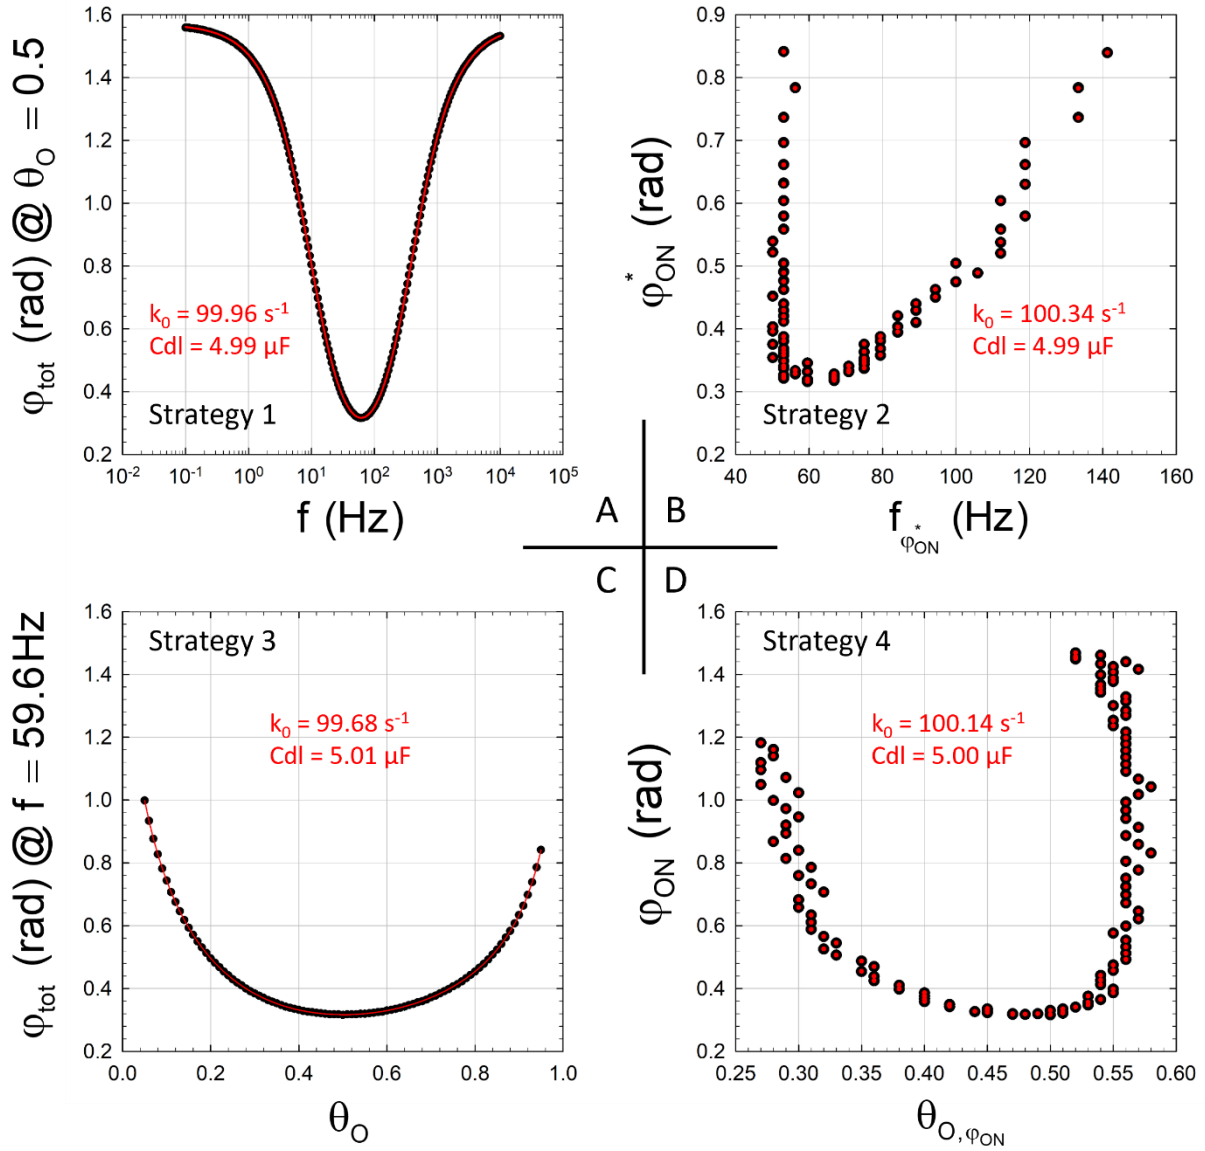 φtot (rad) @ θO = 0.5
1.6
1.4
1.2
1.0
0.8
0.6
0.4
0.2
k0 = 99.96 s-1
Cdl = 4.99 μF
Strategy 1
10-2 10-1 100 101 102 103 104 105
f (Hz)
φ*ON (rad)
0.9
0.8
0.7
0.6
0.5
0.4
0.3
0.2
k0 = 100.34 s-1
Cdl = 4.99 μF
Strategy 2
40 60 80 100 120 140 160
fφ*ON (Hz)
A B
C D
φtot (rad) @ f = 59.6Hz
1.6
1.4
1.2
1.0
0.8
0.6
0.4
0.2
Strategy 3
k0 = 99.68 s-1
Cdl = 5.01 μF
0.0 0.2 0.4 0.6 0.8 1.0
θO
φON (rad)
1.6
1.4
1.2
1.0
0.8
0.6
0.4
0.2
Strategy 4
k0 = 100.14 s-1
Cdl = 5.00 μF
0.25 0.30 0.35 0.40 0.45 0.50 0.55 0.60
θO,φON